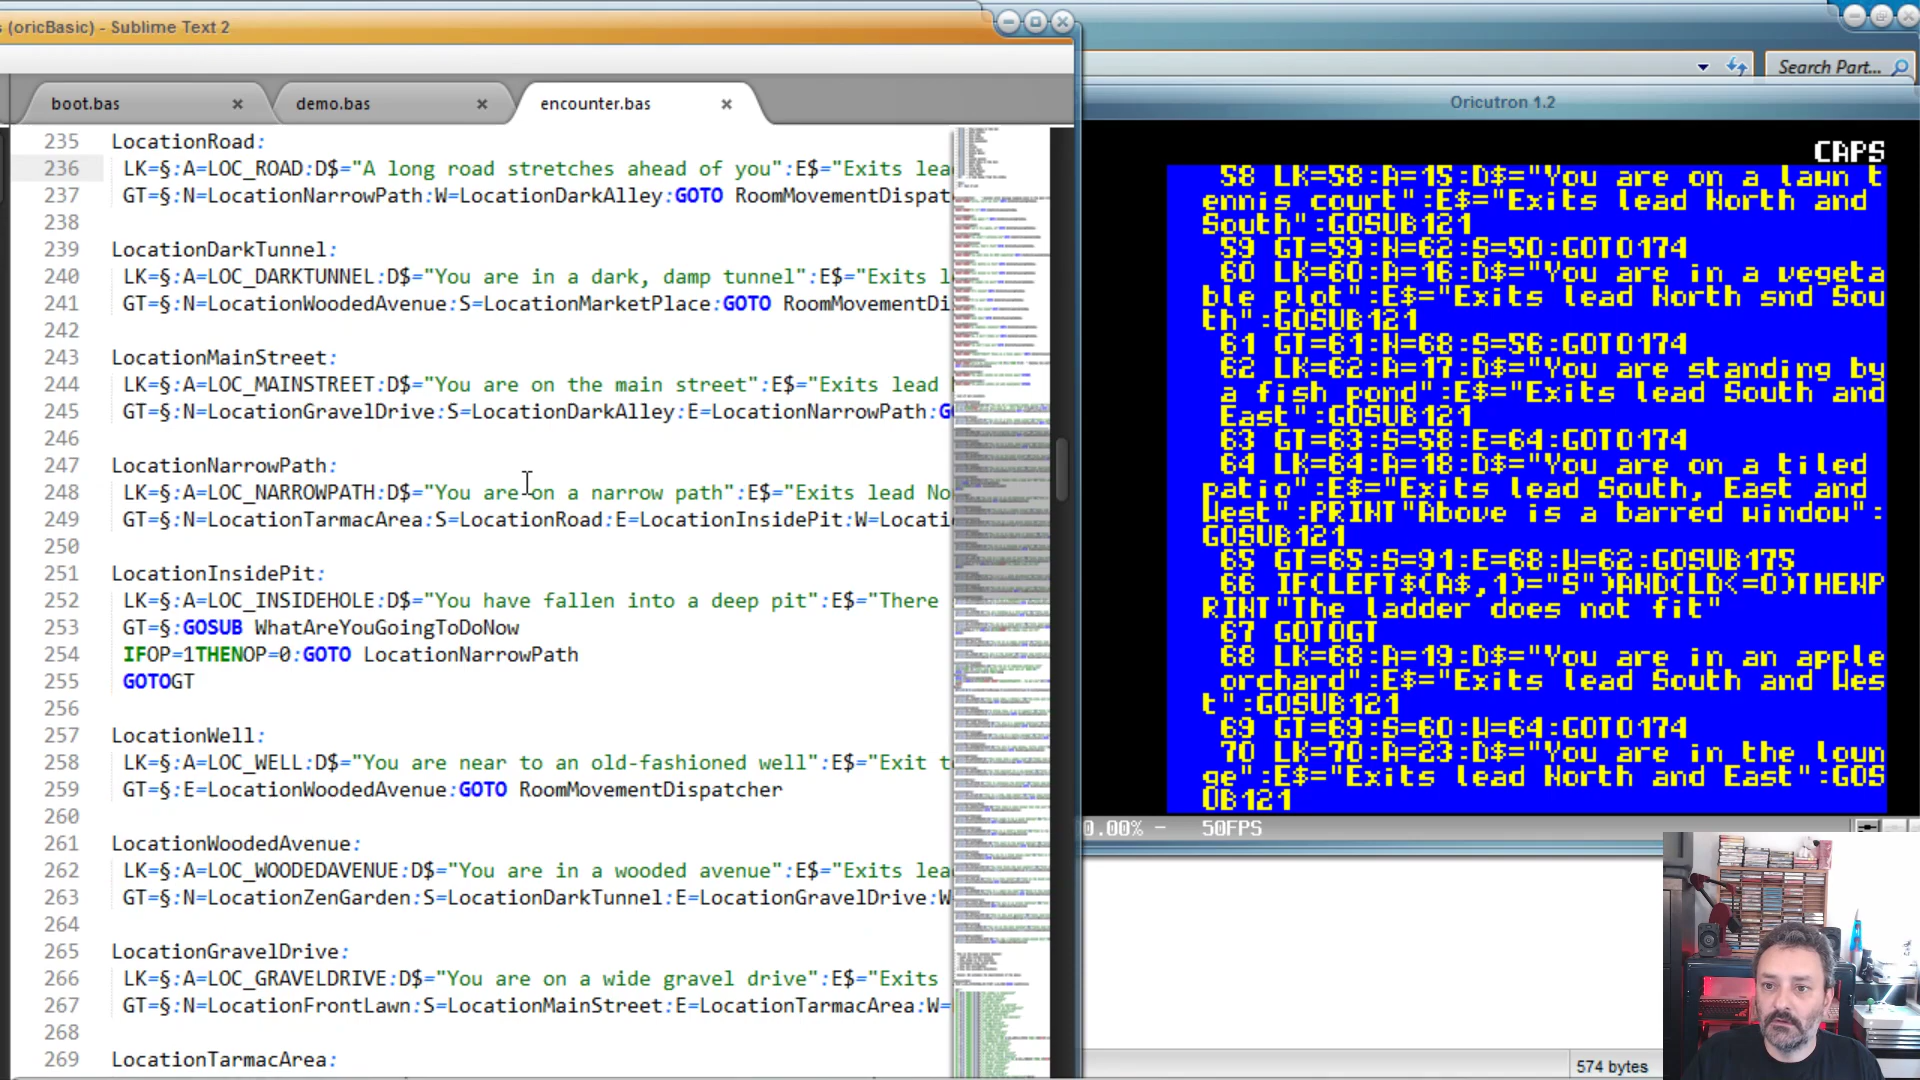 s (oricBasic) - Sublime Text 2
boot.bas
demo.bas
encounter.bas
235 LocationRoad:
236 LK=§:A=LOC_ROAD:D$="A long road stretches ahead of you":E$="Exits lea
237 GT=§:N=LocationNarrowPath:W=LocationDarkAlley:GOTO RoomMovementDispat
238
239 LocationDarkTunnel:
240 LK=§:A=LOC_DARKTUNNEL:D$="You are in a dark, damp tunnel":E$="Exits l
241 GT=§:N=LocationWoodedAvenue:S=LocationMarketPlace:GOTO RoomMovementDi
242
243 LocationMainStreet:
244 LK=§:A=LOC_MAINSTREET:D$="You are on the main street":E$="Exits lead
245 GT=§:N=LocationGravelDrive:S=LocationDarkAlley:E=LocationNarrowPath:G
246
247 LocationNarrowPath:
248 LK=§:A=LOC_NARROWPATH:D$="You are on a narrow path":E$="Exits lead No
249 GT=§:N=LocationTarmacArea:S=LocationRoad:E=LocationInsidePit:W=Locati
250
251 LocationInsidePit:
252 LK=§:A=LOC_INSIDEHOLE:D$="You have fallen into a deep pit":E$="There
253 GT=§:GOSUB WhatAreYouGoingToDoNow
254 IFOP=1THENOP=0:GOTO LocationNarrowPath
255 GOTOGT
256
257 LocationWell:
258 LK=§:A=LOC_WELL:D$="You are near to an old-fashioned well":E$="Exit t
259 GT=§:E=LocationWoodedAvenue:GOTO RoomMovementDispatcher
260
261 LocationWoodedAvenue:
262 LK=§:A=LOC_WOODEDAVENUE:D$="You are in a wooded avenue":E$="Exits lea
263 GT=§:N=LocationZenGarden:S=LocationDarkTunnel:E=LocationGravelDrive:W
264
265 LocationGravelDrive:
266 LK=§:A=LOC_GRAVELDRIVE:D$="You are on a wide gravel drive":E$="Exits
267 GT=§:N=LocationFrontLawn:S=LocationMainStreet:E=LocationTarmacArea:W=
268
269 LocationTarmacArea:
Search Part...
Oricutron 1.2
CAPS
58 LK=58:A=15:D$="You are on a lawn t
ennis court":E$="Exits lead North and
South":GOSUB121
59 GT=59:N=62:S=50:GOTO174
60 LK=60:A=16:D$="You are in a vegeta
ble plot":E$="Exits lead North snd Sou
th":GOSUB121
61 GT=61:N=68:S=56:GOTO174
62 LK=62:A=17:D$="You are standing by
a fish pond":E$="Exits lead South and
East":GOSUB121
63 GT=63:S=58:E=64:GOTO174
64 LK=64:A=18:D$="You are on a tiled
patio":E$="Exits lead South, East and
West":PRINT"Above is a barred window":
GOSUB121
65 GT=65:S=91:E=68:W=62:GOSUB175
66 IF(LEFT$(A$,1)="S")AND(LD<=0)THENP
RINT"The ladder does not fit"
67 GOTOGT
68 LK=68:A=19:D$="You are in an apple
orchard":E$="Exits lead South and Wes
t":GOSUB121
69 GT=69:S=60:W=64:GOTO174
70 LK=70:A=23:D$="You are in the loun
ge":E$="Exits lead North and East":GOS
UB121
0.00% - 50FPS
574 bytes